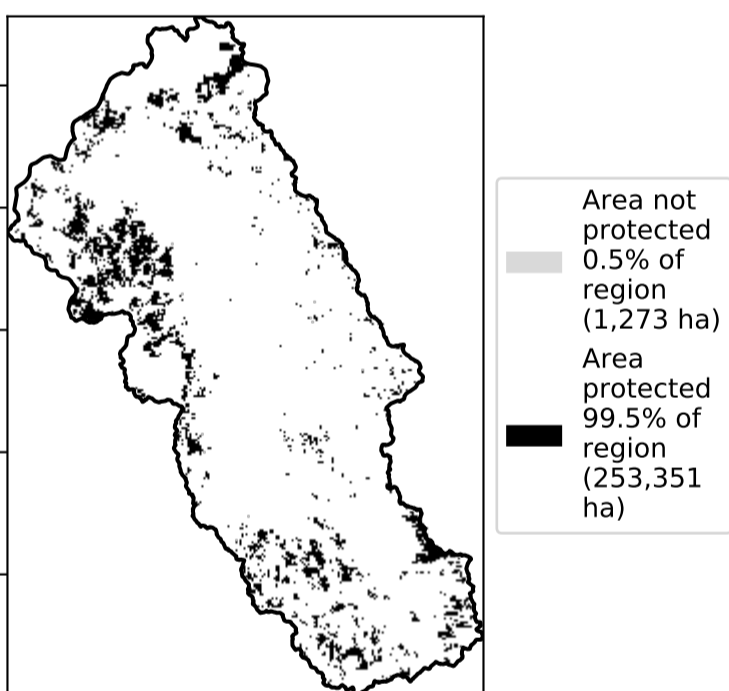 Area not
protected
0.5% of
region
(1,273 ha)
Area
protected
99.5% of
region
(253,351
ha)